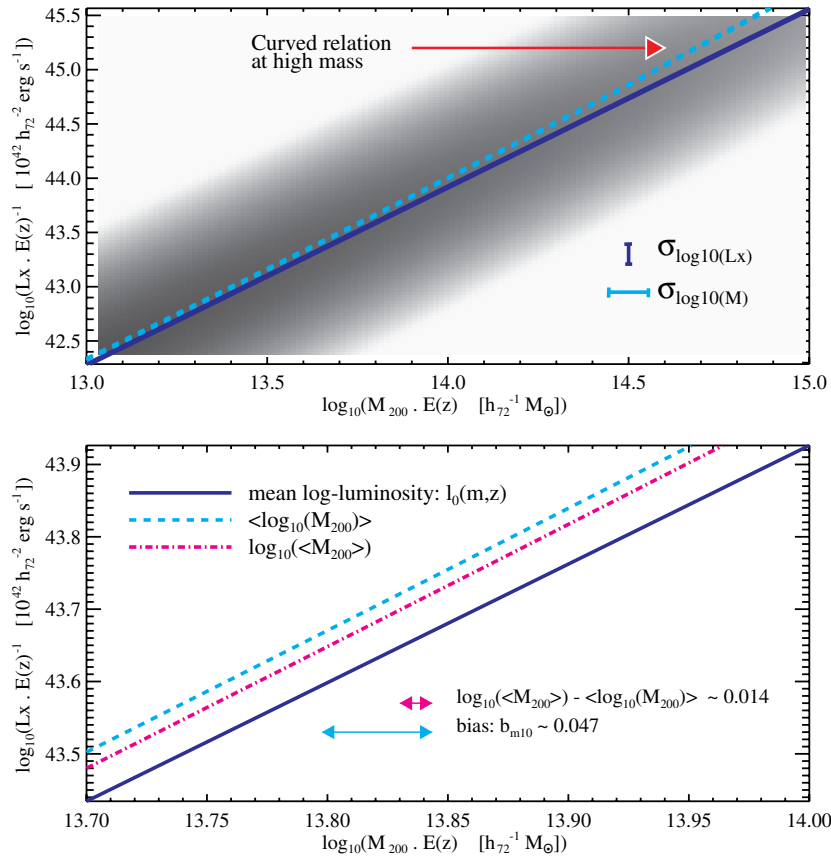 45.5
45.0
44.5
44.0
43.5
43.0
42.5
log₁₀(Lx . E(z)⁻¹ [ 10⁴² h₇₂⁻² erg s⁻¹])
Curved relation
at high mass
σlog10(Lx)
σlog10(M)
13.0 13.5 14.0 14.5 15.0
log₁₀(M₂₀₀ . E(z) [h₇₂⁻¹ M☉])
43.9
43.8
43.7
43.6
43.5
log₁₀(Lx . E(z)⁻¹ [10⁴² h₇₂⁻² erg s⁻¹])
mean log-luminosity: l₀(m,z)
<log₁₀(M₂₀₀)>
log₁₀(<M₂₀₀>)
log₁₀(<M₂₀₀>) - <log₁₀(M₂₀₀)> ~ 0.014
bias: bₘ₁₀ ~ 0.047
13.70 13.75 13.80 13.85 13.90 13.95 14.00
log₁₀(M₂₀₀ . E(z) [h₇₂⁻¹ M☉])